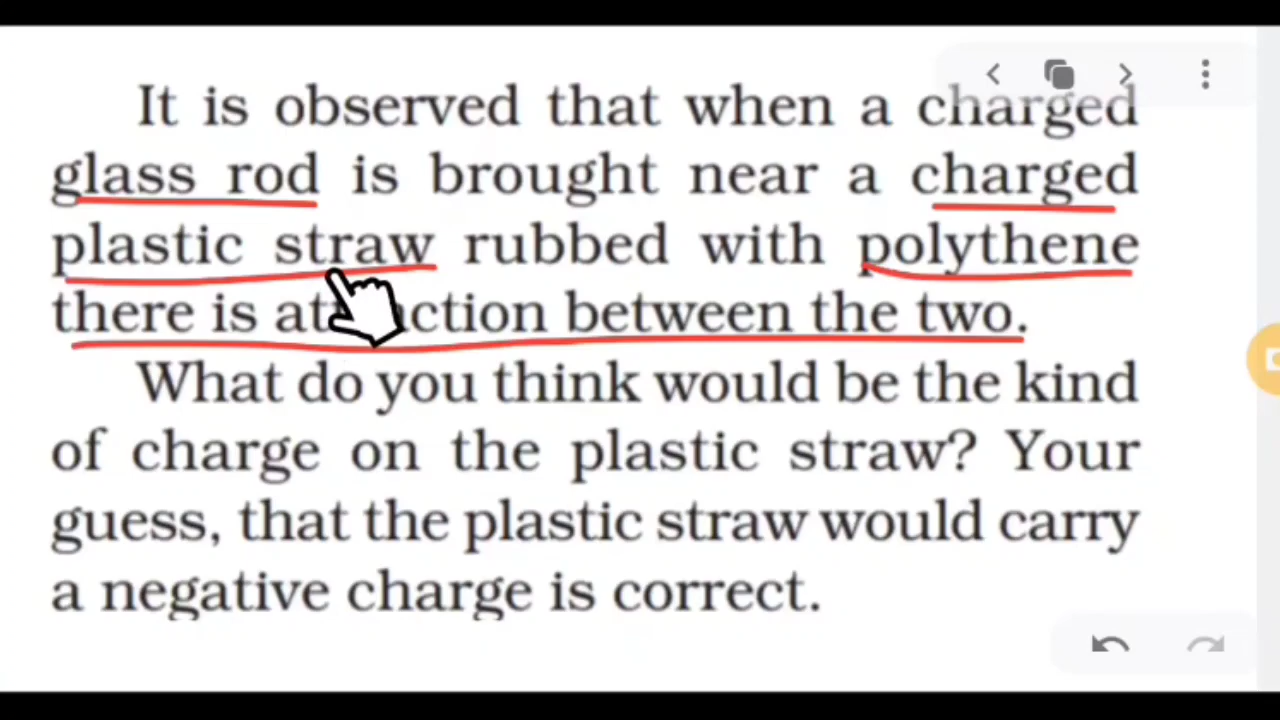 It is observed that when a charged
glass rod is brought near a charged
plastic straw rubbed with polythene
there is attraction between the two.
What do you think would be the kind
of charge on the plastic straw? Your
guess, that the plastic straw would carry
a negative charge is correct.